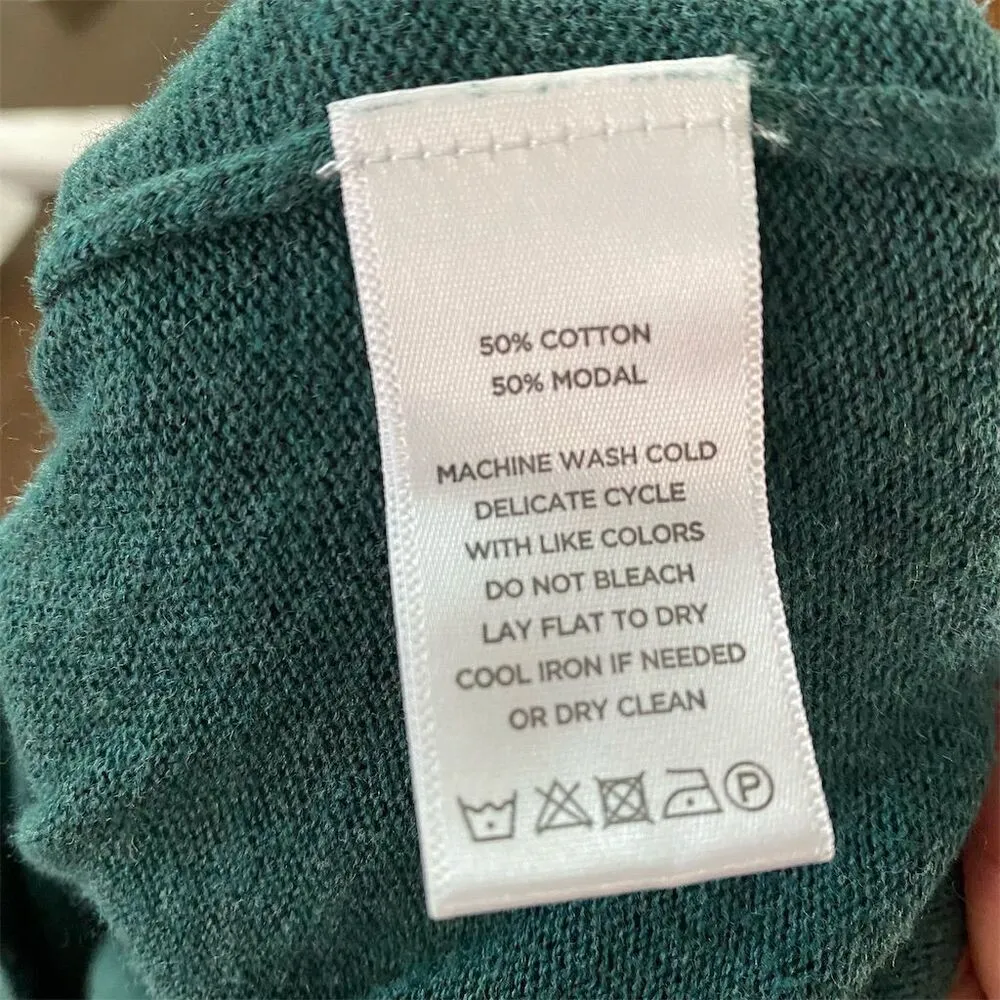 50% COTTON
50% MODAL
MACHINE WASH COLD
DELICATE CYCLE
WITH LIKE COLORS
DO NOT BLEACH
LAY FLAT TO DRY
COOL IRON IF NEEDED
OR DRY CLEAN
P